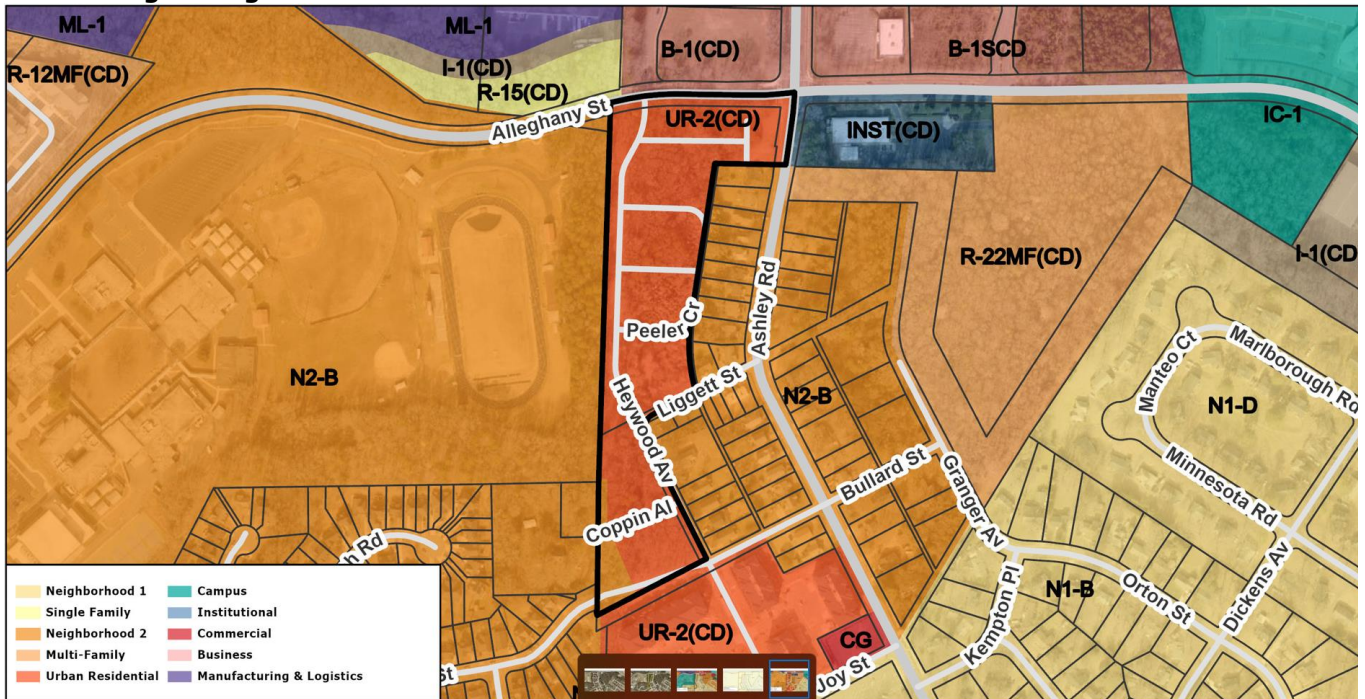 ML-1
ML-1
B-1(CD)
B-1SCD
R-12MF(CD)
I-1(CD)
R-15(CD)
Alleghany St
UR-2(CD)
INST(CD)
IC-1
R-22MF(CD)
I-1(CD)
Ashley Rd
Peeler Cr
N2-B
Heywood Av
Liggett St
N2-B
Manteo Ct
Marlborough Rd
N1-D
Minnesota Rd
Bullard St
Granger Av
Coppin Al
Rd
Kempton Pl
N1-B
Orton St
Dickens Av
UR-2(CD)
CG
Joy St
St
Neighborhood 1
Single Family
Neighborhood 2
Multi-Family
Urban Residential
Campus
Institutional
Commercial
Business
Manufacturing & Logistics